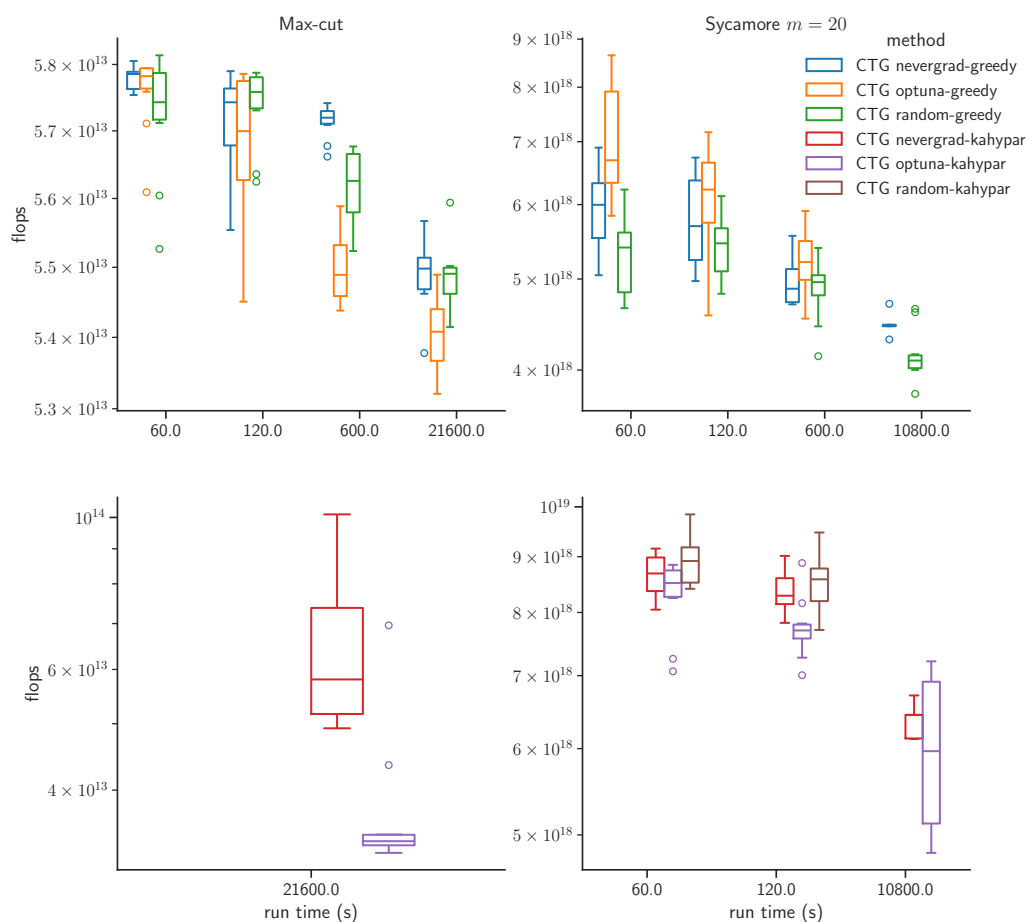 Max-cut
5.8 × 10^13
5.7 × 10^13
5.6 × 10^13
5.5 × 10^13
5.4 × 10^13
5.3 × 10^13
flops
60.0
120.0
600.0
21600.0
Sycamore m = 20
9 × 10^18
8 × 10^18
7 × 10^18
6 × 10^18
5 × 10^18
4 × 10^18
60.0
120.0
600.0
10800.0
method
CTG nevergrad-greedy
CTG optuna-greedy
CTG random-greedy
CTG nevergrad-kahypar
CTG optuna-kahypar
CTG random-kahypar
10^14
6 × 10^13
4 × 10^13
flops
21600.0
run time (s)
10^19
9 × 10^18
8 × 10^18
7 × 10^18
6 × 10^18
5 × 10^18
60.0
120.0
10800.0
run time (s)